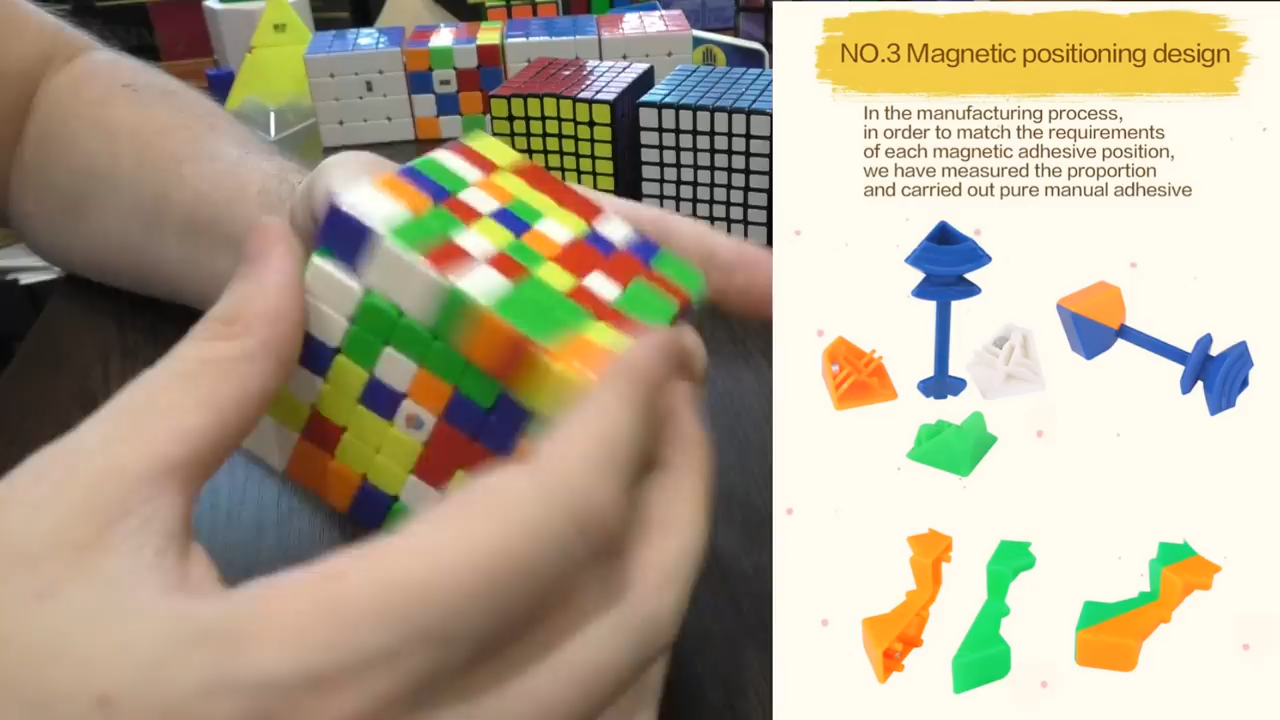 NO.3 Magnetic positioning design
In the manufacturing process,
in order to match the requirements
of each magnetic adhesive position,
we have measured the proportion
and carried out pure manual adhesive